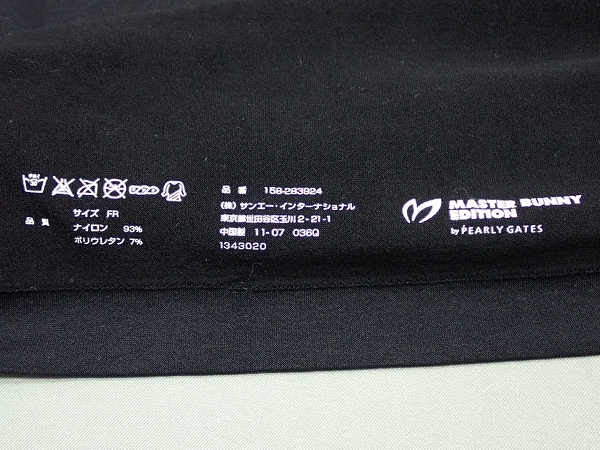 品質
サイズ FR
ナイロン 93%
ポリウレタン 7%
品番 158-283924
(株) サンエー・インターナショナル
東京都世田谷区玉川2-21-1
中国製 11-07 036Q
1343020
MASTER BUNNY
EDITION
by PEARLY GATES